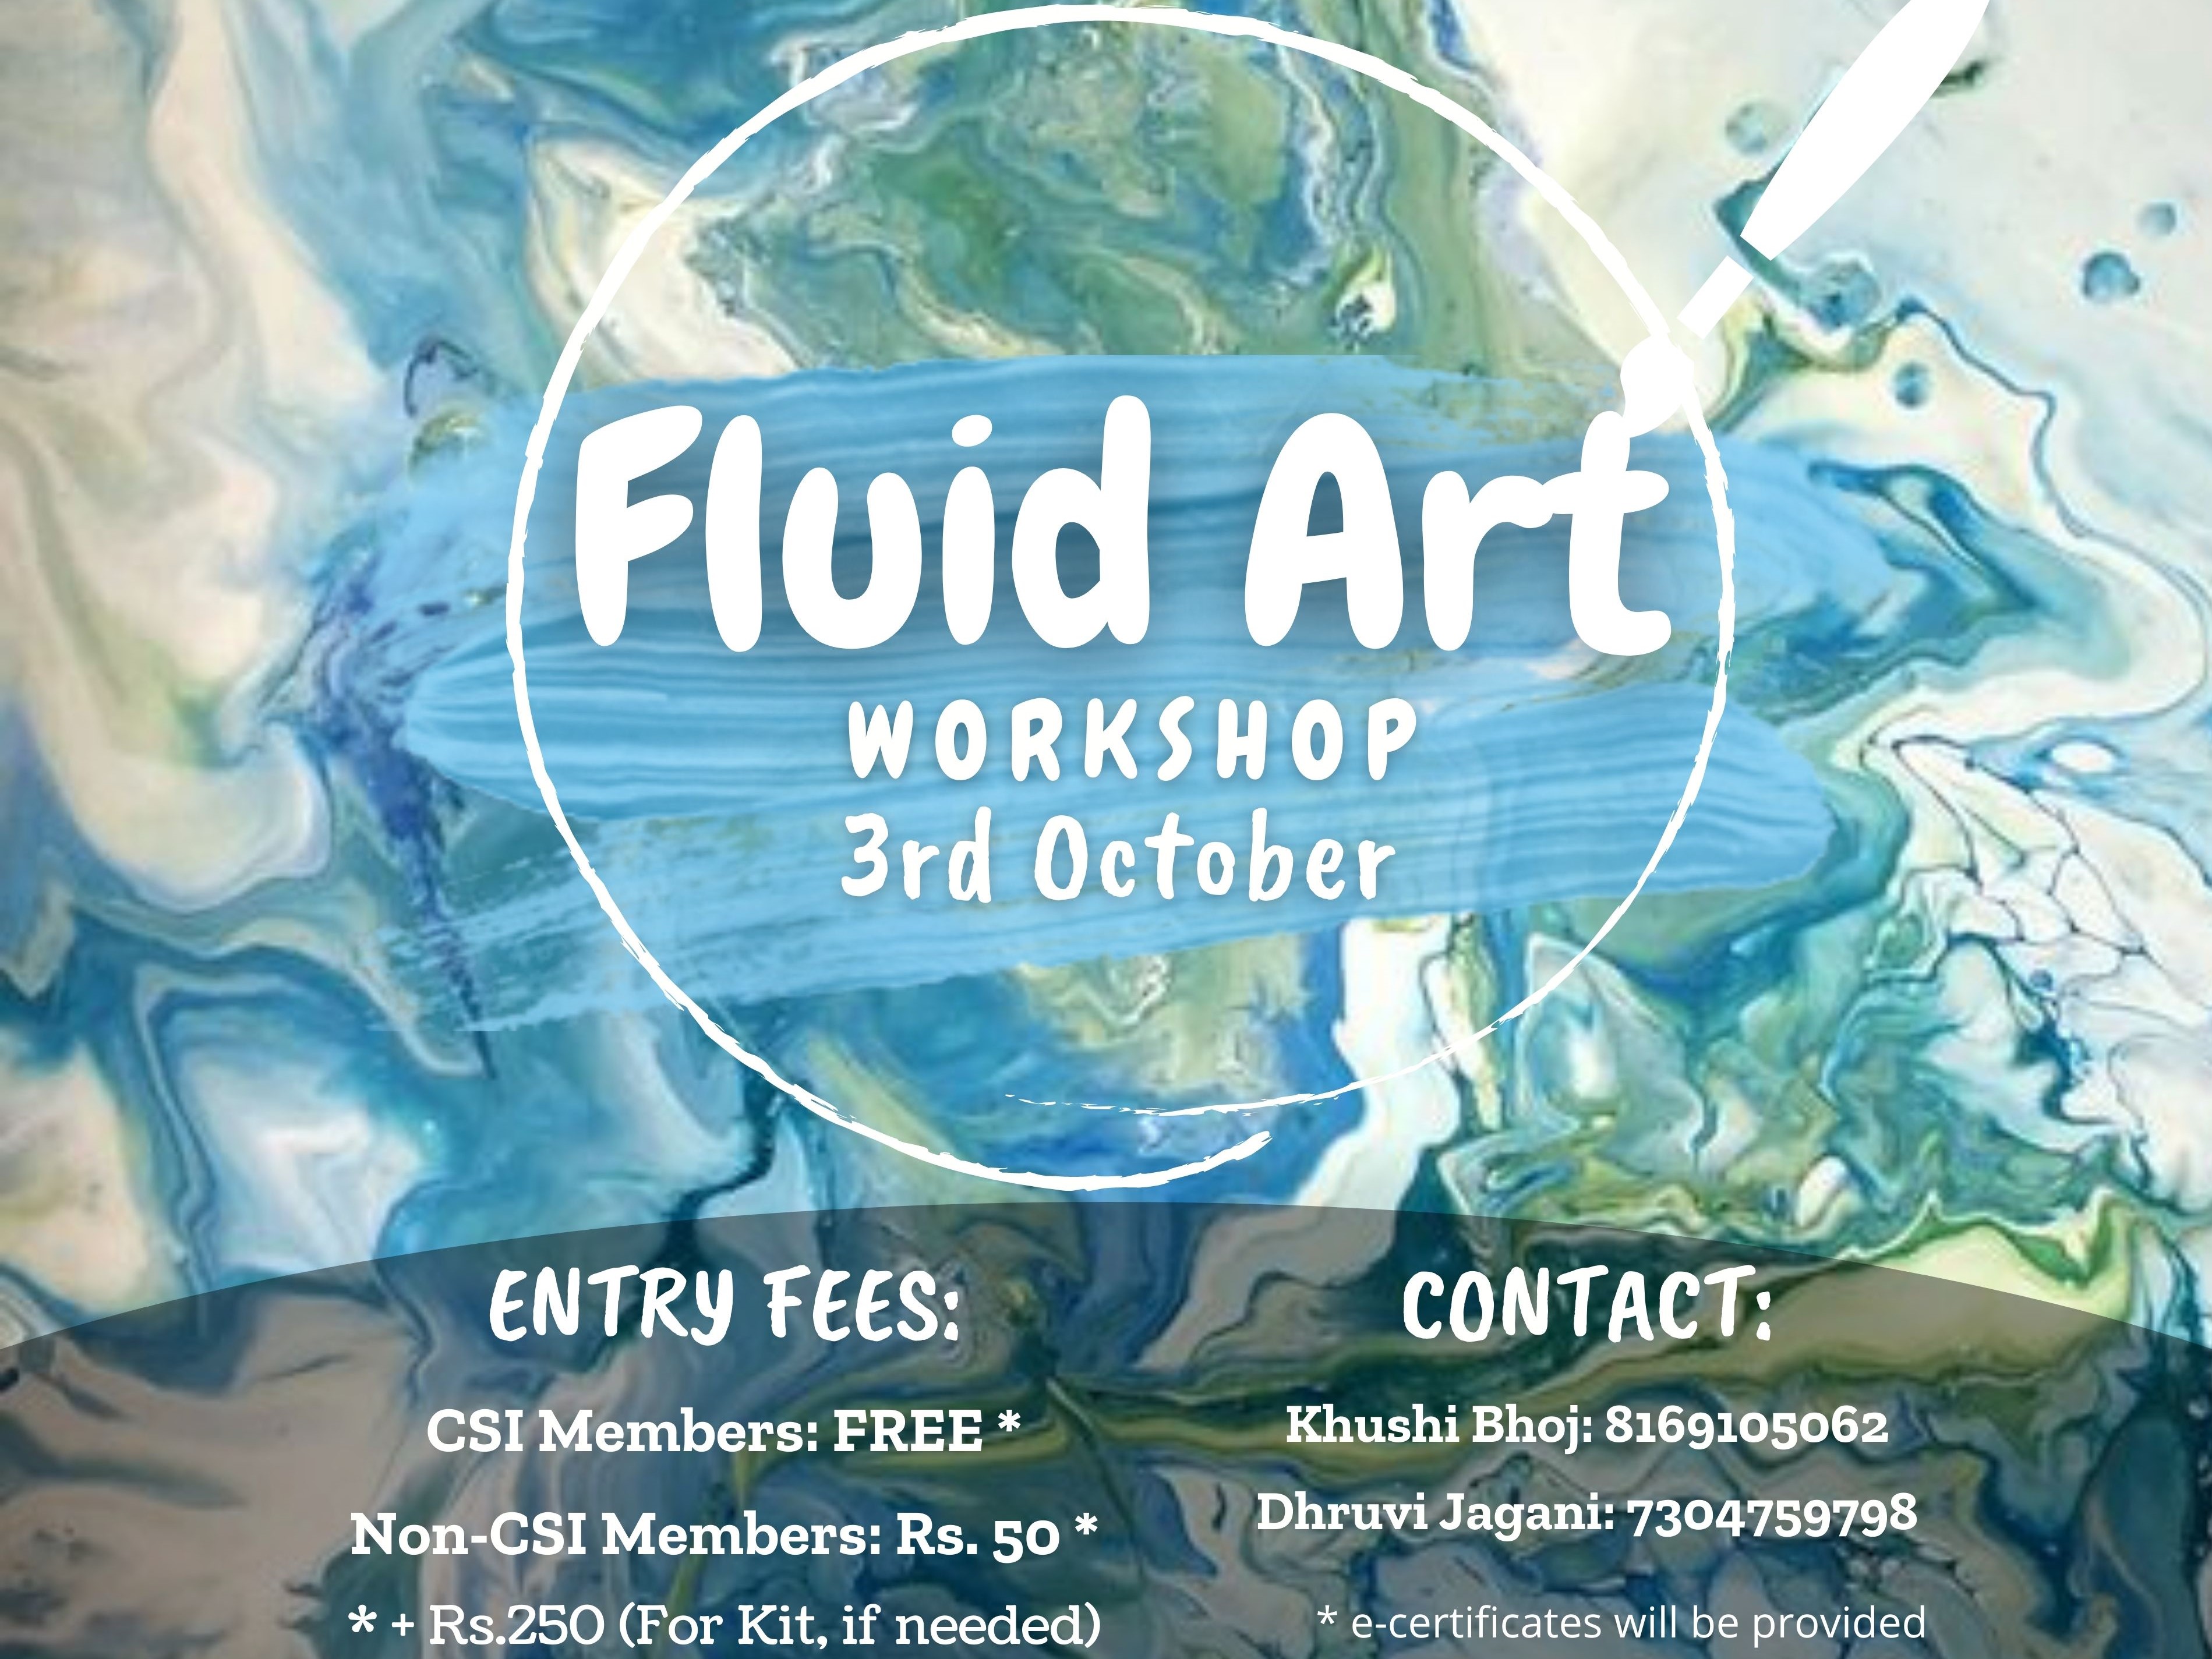 Fluid Art
WORKSHOP
3rd October
ENTRY FEES:
CSI Members: FREE *
Non-CSI Members: Rs. 50 *
* + Rs.250 (For Kit, if needed)
CONTACT:
Khushi Bhoj: 8169105062
Dhruvi Jagani: 7304759798
* e-certificates will be provided